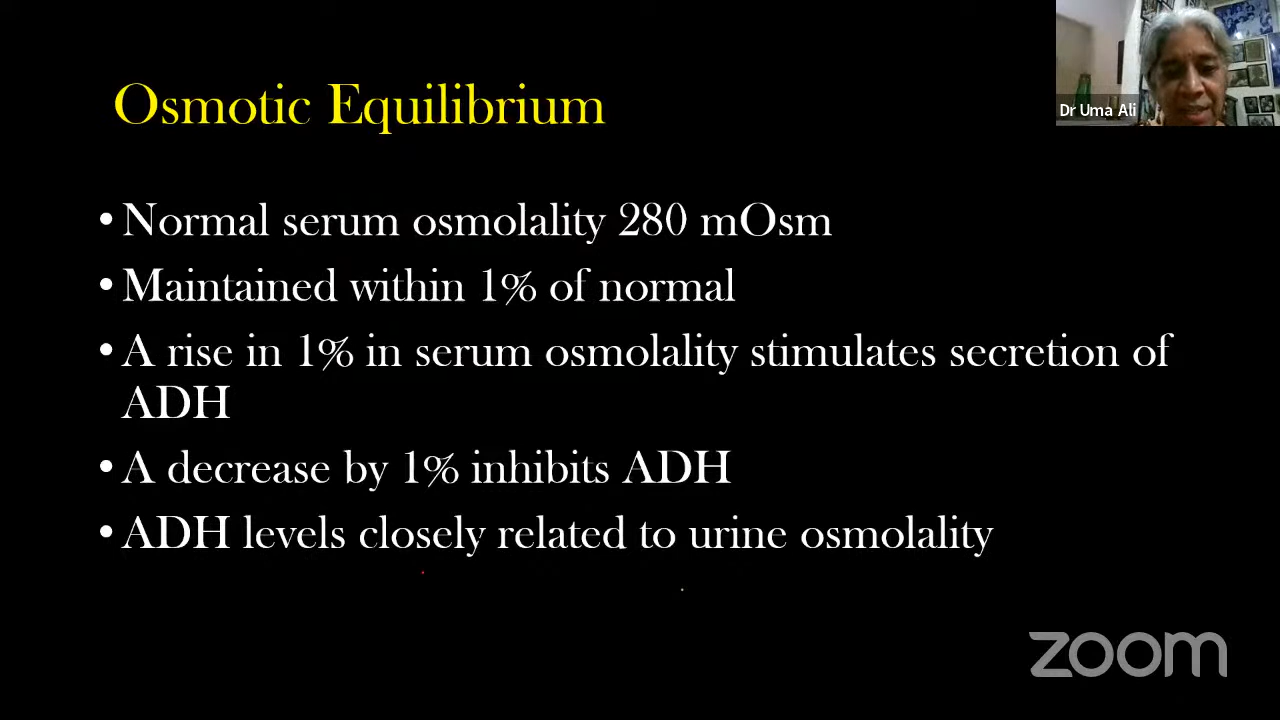 Osmotic Equilibrium
Dr Uma Ali
• Normal serum osmolality 280 mOsm
• Maintained within 1% of normal
• A rise in 1% in serum osmolality stimulates secretion of
ADH
• A decrease by 1% inhibits ADH
• ADH levels closely related to urine osmolality
zoom